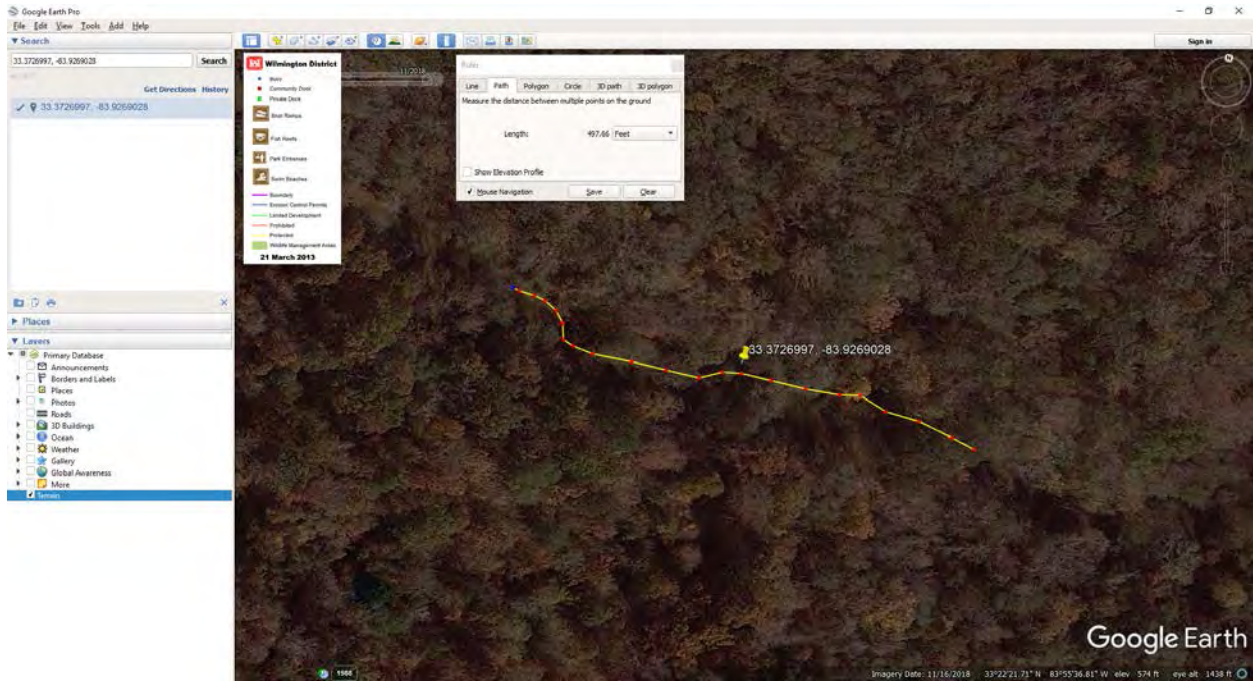 Google Earth Pro
File Edit View Tools Add Help
▼ Search
33.3726997, -83.9269028 Search
Get Directions History
33.3726997, -83.9269028
▶ Places
▼ Layers
Primary Database
Announcements
Borders and Labels
Places
Photos
Roads
3D Buildings
Ocean
Weather
Gallery
Global Awareness
More
Terrain
Sign in
Wilmington District
Community Dock
Private Dock
Boat Ramps
Park Entrances
Swim Beaches
Boundary
Erosion Control Permits
Limited Development
Prohibited
Protected
Wildlife Management Areas
21 March 2013
11/2018
Ruler
Line Path Polygon Circle 3D path 3D polygon
Measure the distance between multiple points on the ground
Length: 497.66 Feet
Show Elevation Profile
Mouse Navigation Save Clear
N
33.3726997, -83.9269028
Google Earth
1988
Imagery Date: 11/16/2018 33°22'21.71" N 83°55'36.81" W elev 574 ft eye alt 1438 ft